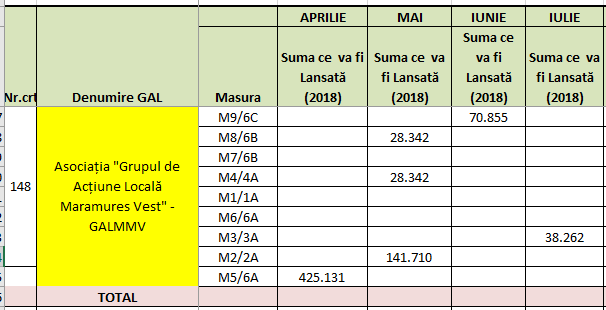 APRILIE MAI IUNIE IULIE
Nr.crt Denumire GAL Masura Suma ce va fi Lansată (2018) Suma ce va fi Lansată (2018) Suma ce va fi Lansată (2018) Suma ce va fi Lansată (2018)
148 Asociația "Grupul de
Acțiune Locală
Maramures Vest" -
GALMMV
M9/6C 70.855
M8/6B 28.342
M7/6B
M4/4A 28.342
M1/1A
M6/6A
M3/3A 38.262
M2/2A 141.710
M5/6A 425.131
TOTAL